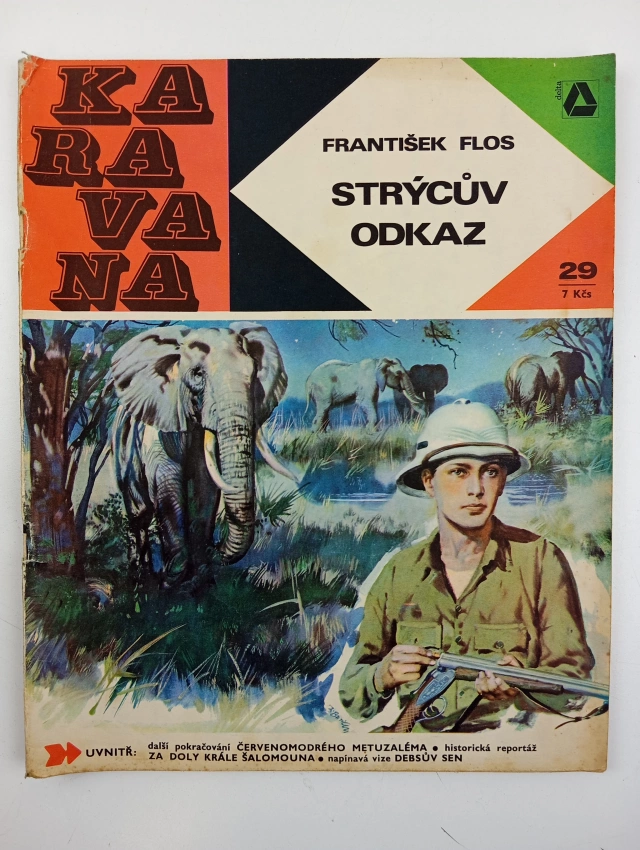 KA
RA
VA
NA
delta
FRANTIŠEK FLOS
STRÝCŮV
ODKAZ
29
7 Kčs
UVNITŘ: další pokračování ČERVENOMODRÉHO METUZALÉMA • historická reportáž
ZA DOLY KRÁLE ŠALOMOUNA • napínavá vize DEBSŮV SEN